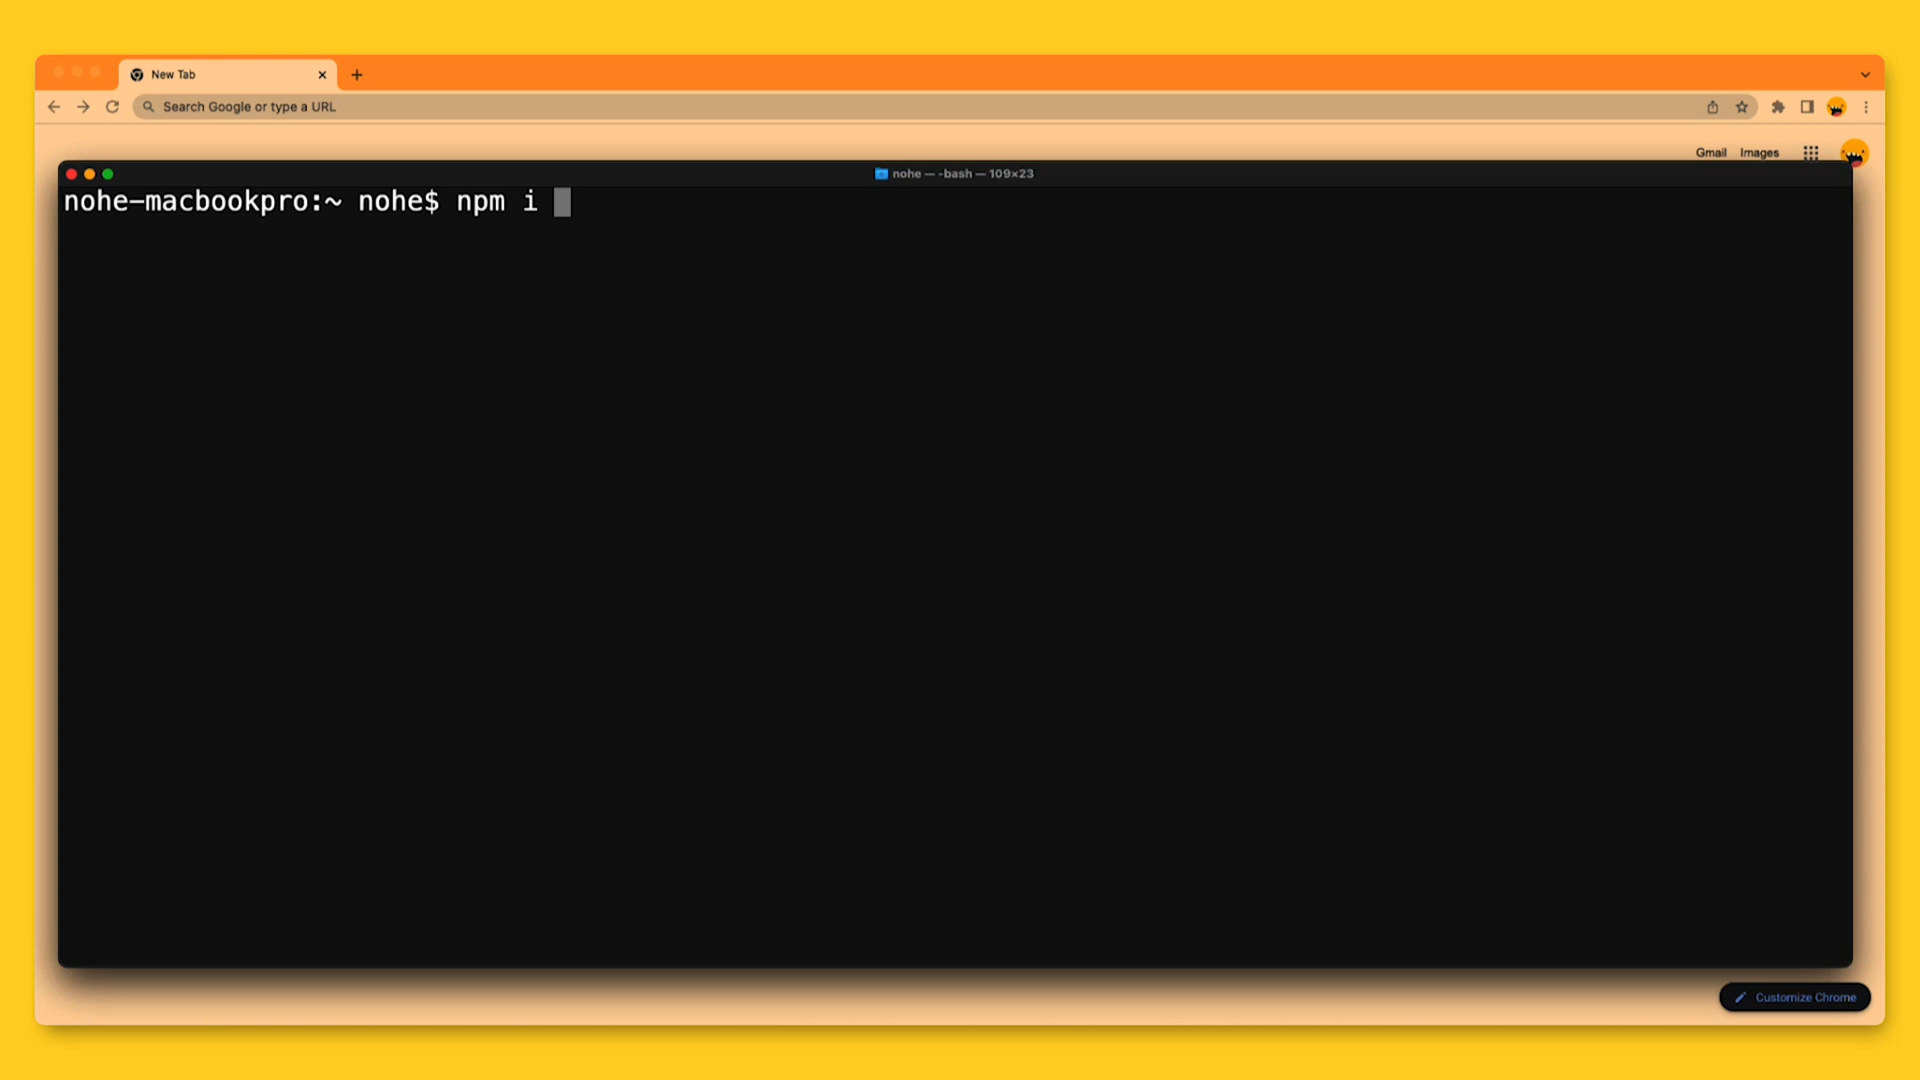 New Tab
Search Google or type a URL
Gmail Images
nohe — -bash — 109×23
nohe-macbookpro:~ nohe$ npm i
Customize Chrome